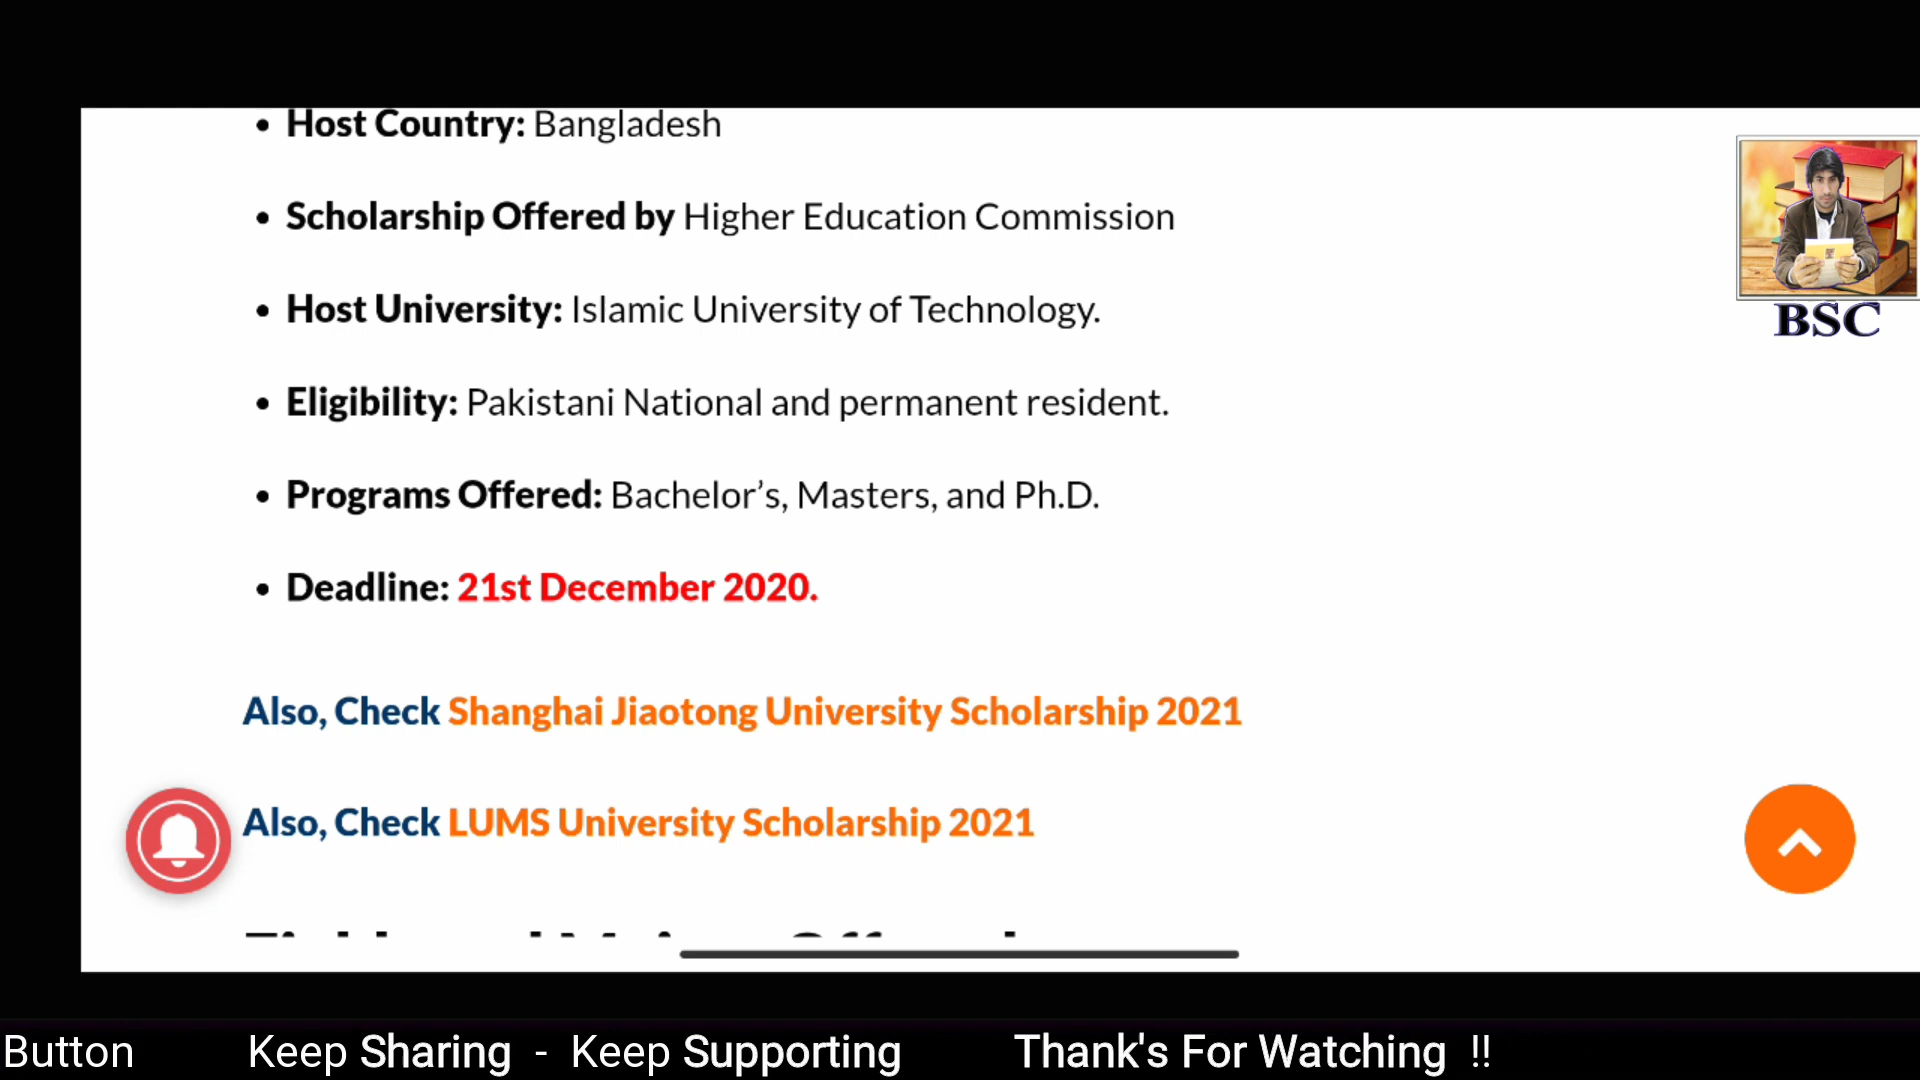 Host Country: Bangladesh
Scholarship Offered by Higher Education Commission
Host University: Islamic University of Technology.
Eligibility: Pakistani National and permanent resident.
Programs Offered: Bachelor’s, Masters, and Ph.D.
Deadline: 21st December 2020.
BSC
Also, Check Shanghai Jiaotong University Scholarship 2021
Also, Check LUMS University Scholarship 2021
Button Keep Sharing - Keep Supporting Thank's For Watching !!